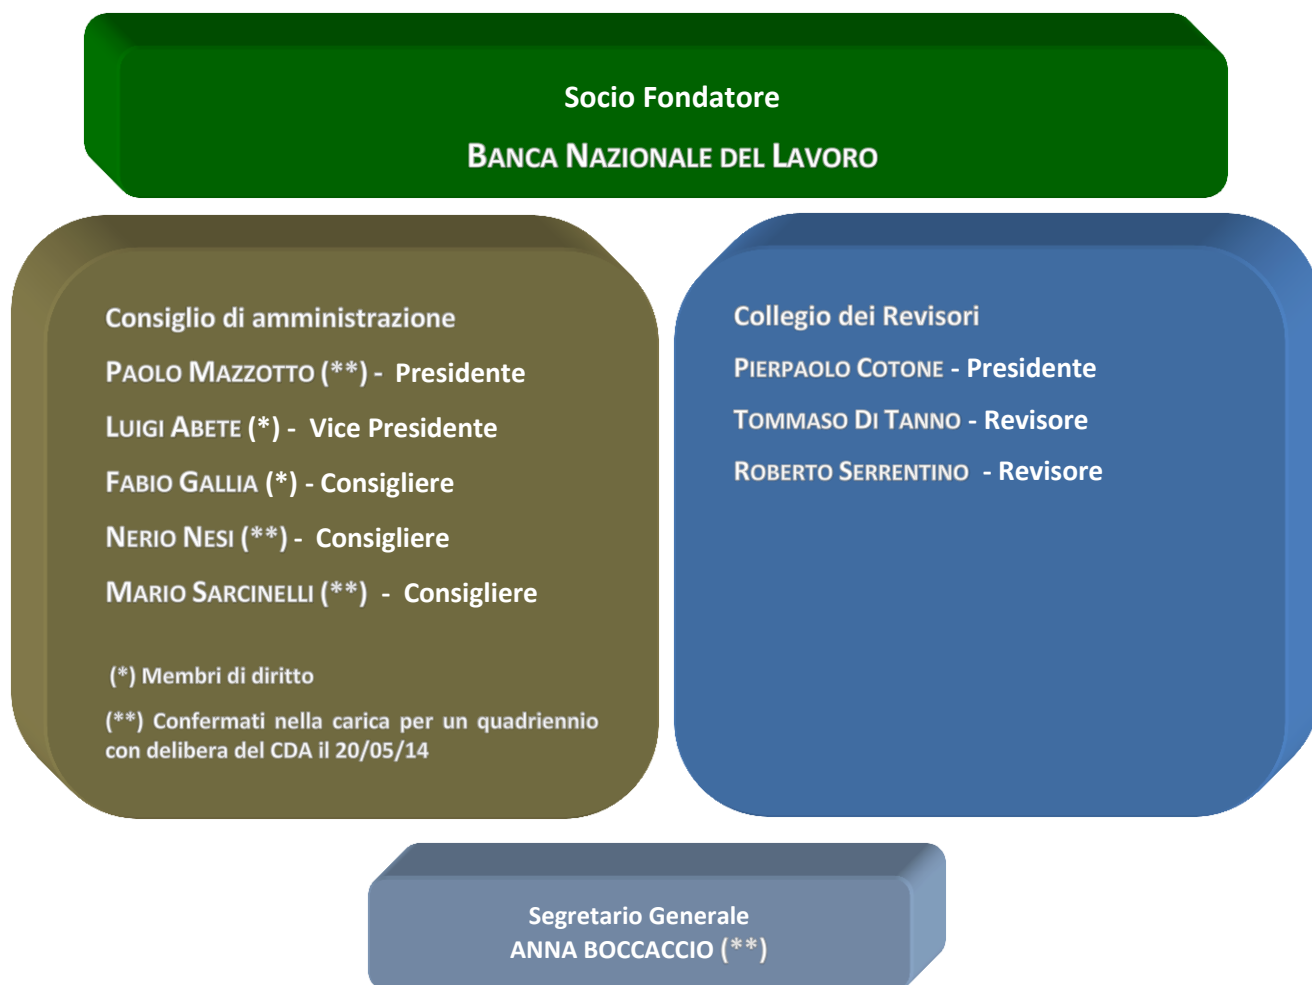 Socio Fondatore
BANCA NAZIONALE DEL LAVORO
Consiglio di amministrazione
PAOLO MAZZOTTO (**) - Presidente
LUIGI ABETE (*) - Vice Presidente
FABIO GALLIA (*) - Consigliere
NERIO NESI (**) - Consigliere
MARIO SARCINELLI (**) - Consigliere
(*) Membri di diritto
(**) Confermati nella carica per un quadriennio
con delibera del CDA il 20/05/14
Collegio dei Revisori
PIERPAOLO COTONE - Presidente
TOMMASO DI TANNO - Revisore
ROBERTO SERRENTINO - Revisore
Segretario Generale
ANNA BOCCACCIO (**)